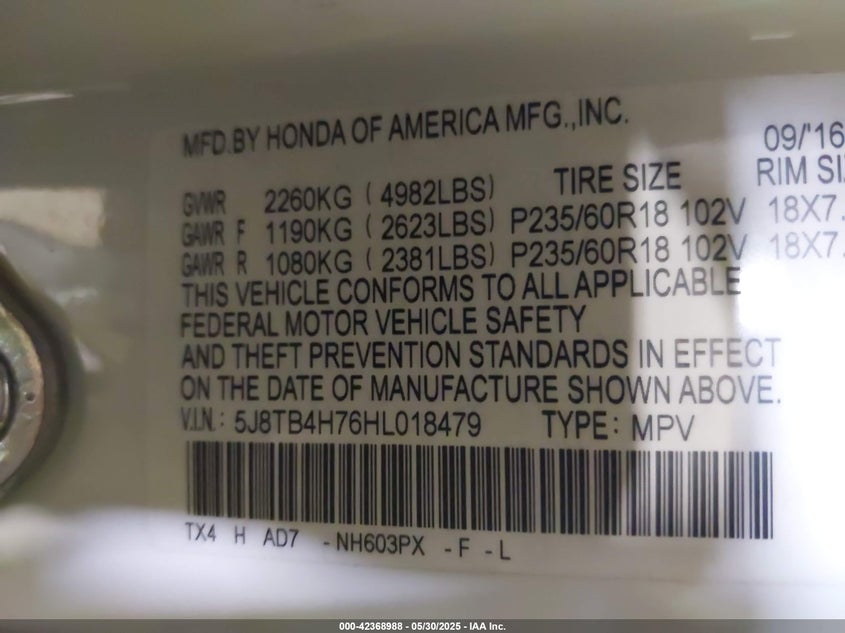 MFD.BY HONDA OF AMERICA MFG.,INC. 09/'16
TIRE SIZE RIM SIZ
GVWR 2260KG ( 4982LBS)
GAWR F 1190KG ( 2623LBS) P235/60R18 102V 18X7.
GAWR R 1080KG ( 2381LBS) P235/60R18 102V 18X7.
THIS VEHICLE CONFORMS TO ALL APPLICABLE
FEDERAL MOTOR VEHICLE SAFETY
AND THEFT PREVENTION STANDARDS IN EFFECT
ON THE DATE OF MANUFACTURE SHOWN ABOVE.
V.I.N.: 5J8TB4H76HL018479 TYPE: MPV
TX4 H AD7 -NH603PX -F -L
000-42368988 - 05/30/2025 - IAA Inc.